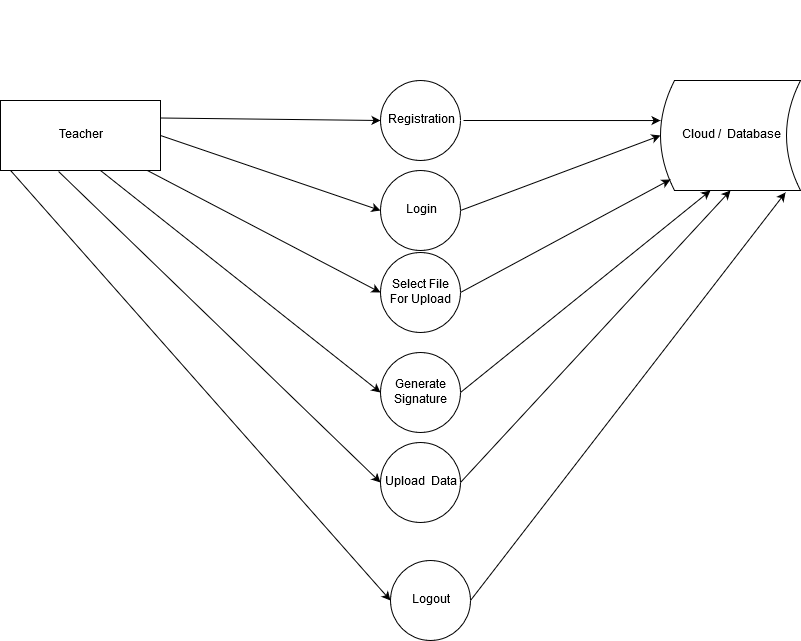 Registration
Teacher
Cloud / Database
Login
Select File
For Upload
Generate
Signature
Upload Data
Logout